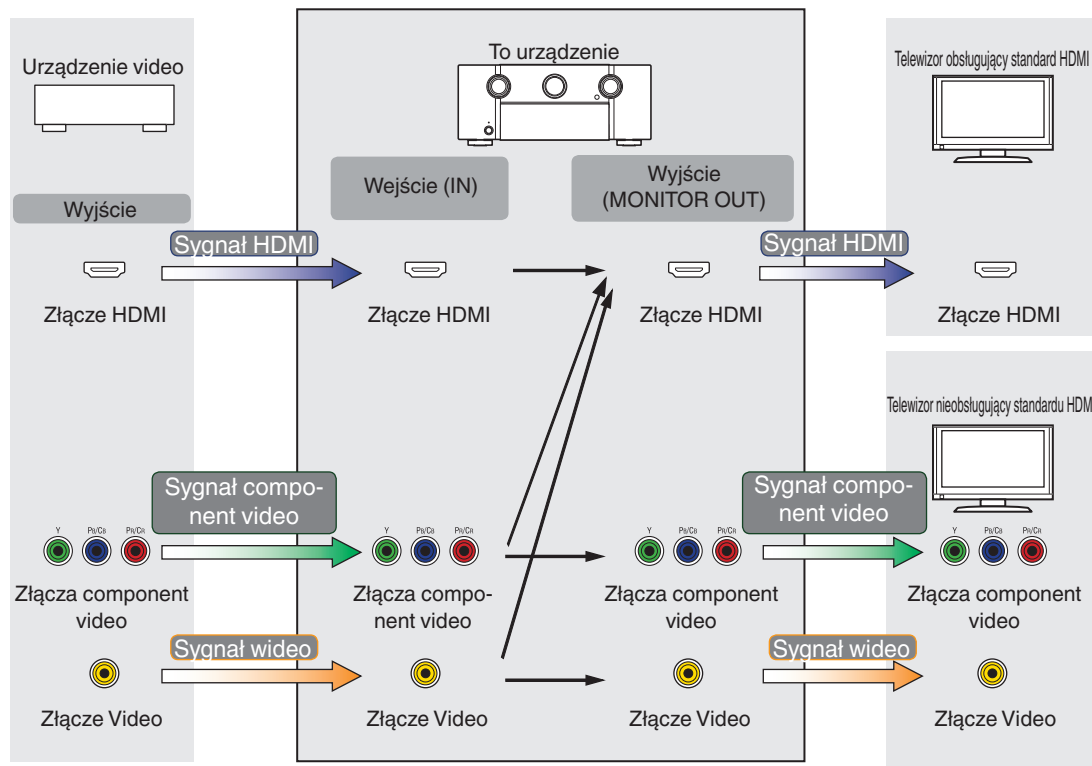 Urządzenie video
To urządzenie
Telewizor obsługujący standard HDMI
Wyjście
Wejście (IN)
Wyjście
(MONITOR OUT)
Sygnał HDMI
Sygnał HDMI
Złącze HDMI
Złącze HDMI
Złącze HDMI
Złącze HDMI
Telewizor nieobsługujący standardu HDM
Sygnał compo-
nent video
Sygnał compo-
nent video
Y PB/CB PR/CR
Y PB/CB PR/CR
Y PB/CB PR/CR
Y PB/CB PR/CR
Złącza component
video
Złącza compo-
nent video
Złącza component
video
Złącza component
video
Sygnał wideo
Sygnał wideo
Złącze Video
Złącze Video
Złącze Video
Złącze Video